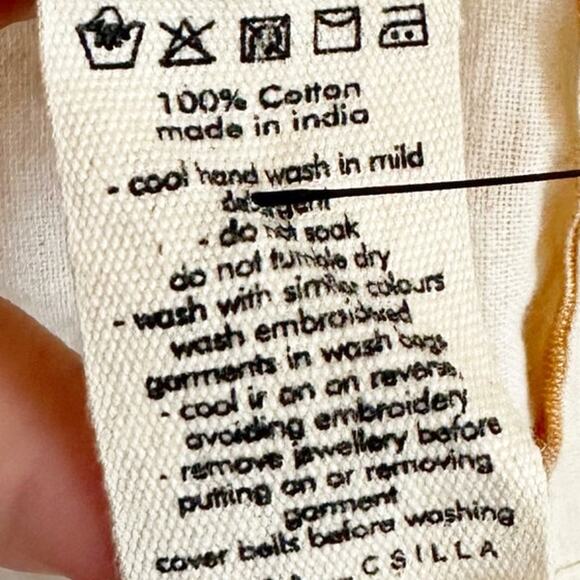 100% Cotton
made in india
- cool hand wash in mild
detergent
- do not soak
do not tumble dry
- wash with similar colours
wash embroidered
garments in wash bags
- cool iron on reverse,
avoiding embroidery
- remove jewellery before
putting on or removing
garment
cover belts before washing
CSILLA